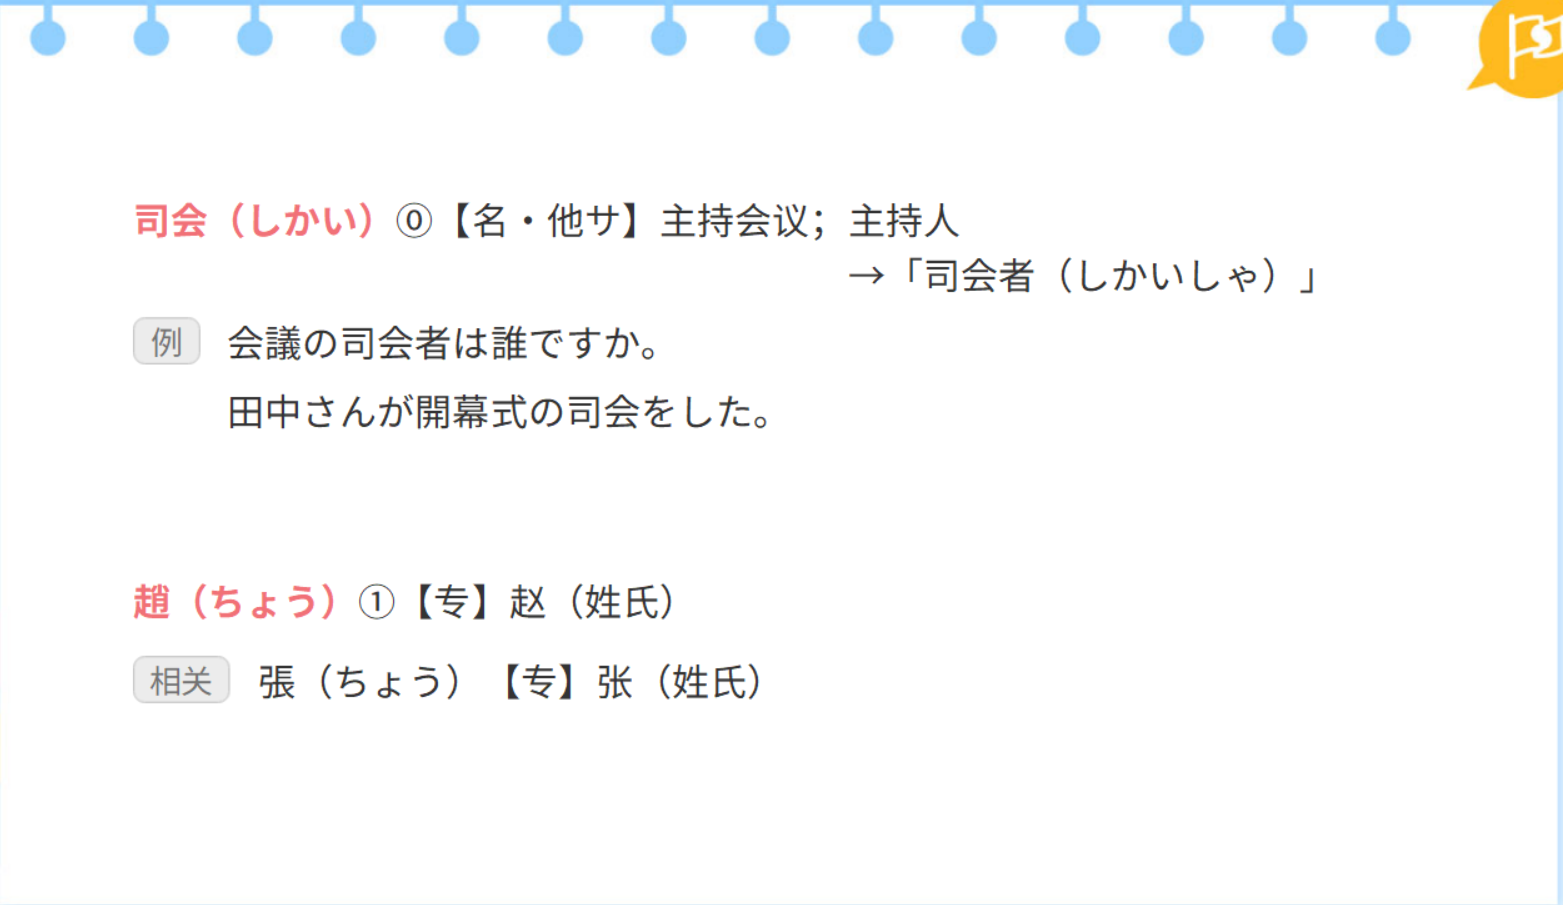 司会（しかい）⓪【名・他サ】主持会议；主持人
→「司会者（しかいしゃ）」
例 会議の司会者は誰ですか。
田中さんが開幕式の司会をした。
趙（ちょう）①【专】赵（姓氏）
相关 張（ちょう）【专】张（姓氏）